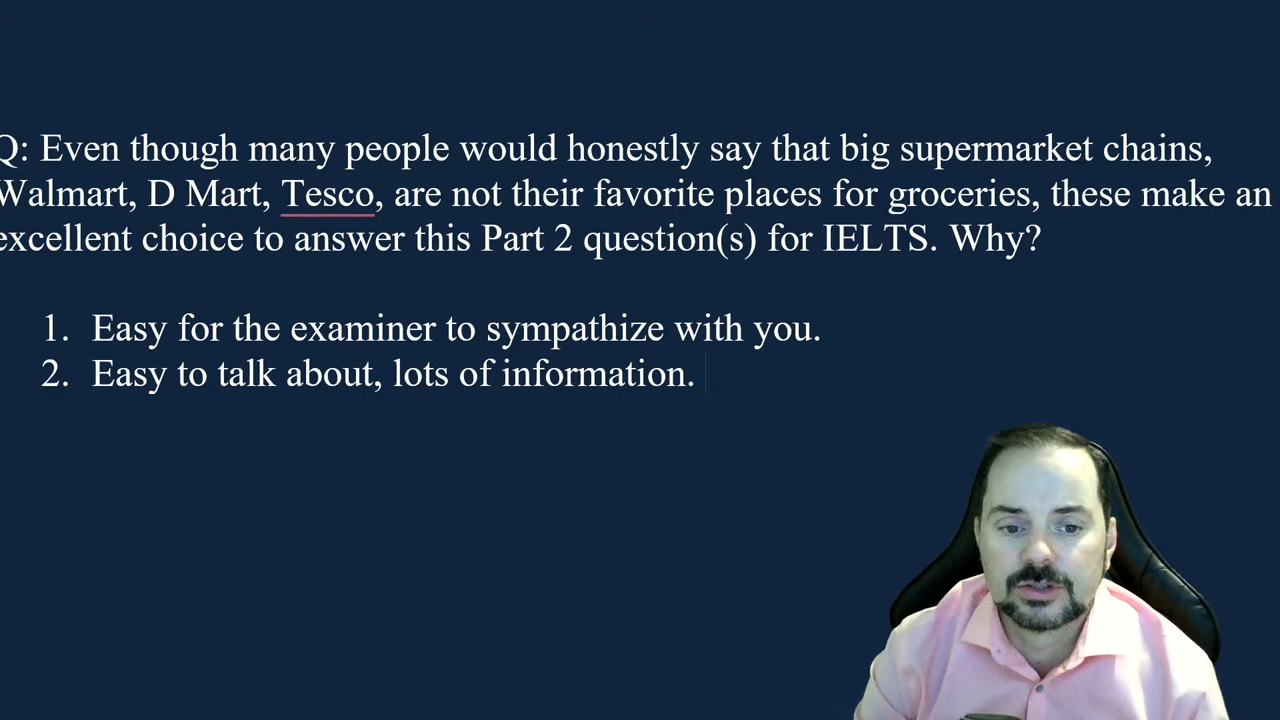 Q: Even though many people would honestly say that big supermarket chains,
Walmart, D Mart, Tesco, are not their favorite places for groceries, these make an
excellent choice to answer this Part 2 question(s) for IELTS. Why?
1. Easy for the examiner to sympathize with you.
2. Easy to talk about, lots of information.